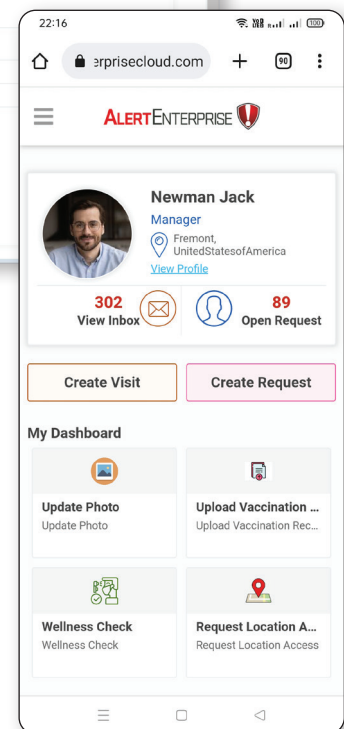 22:16
100
erprisecloud.com
90
ALERTENTERPRISE
Newman Jack
Manager
Fremont,
UnitedStatesofAmerica
View Profile
302
View Inbox
89
Open Request
Create Visit
Create Request
My Dashboard
Update Photo
Update Photo
Upload Vaccination ...
Upload Vaccination Rec...
Wellness Check
Wellness Check
Request Location A...
Request Location Access